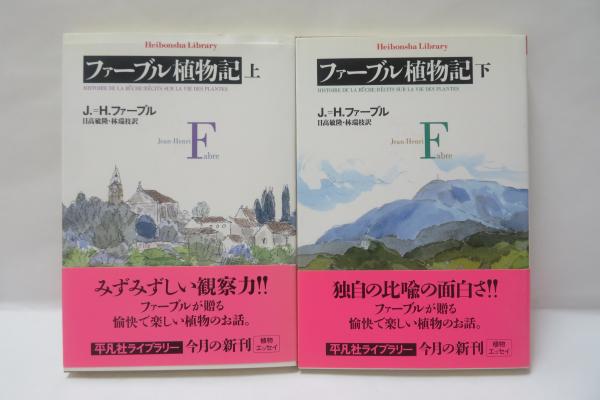 Heibonsha Library
ファーブル植物記 上
HISTOIRE DE LA BÛCHE: RÉCITS SUR LA VIE DES PLANTES
J.=H.ファーブル
日高敏隆・林瑞枝訳
Jean-Henri Fabre
みずみずしい観察力!!
ファーブルが贈る
愉快で楽しい植物のお話。
平凡社ライブラリー 今月の新刊 植物エッセイ
Heibonsha Library
ファーブル植物記 下
HISTOIRE DE LA BÛCHE: RÉCITS SUR LA VIE DES PLANTES
J.=H.ファーブル
日高敏隆・林瑞枝訳
Jean-Henri Fabre
独自の比喩の面白さ!!
ファーブルが贈る
愉快で楽しい植物のお話。
平凡社ライブラリー 今月の新刊 植物エッセイ